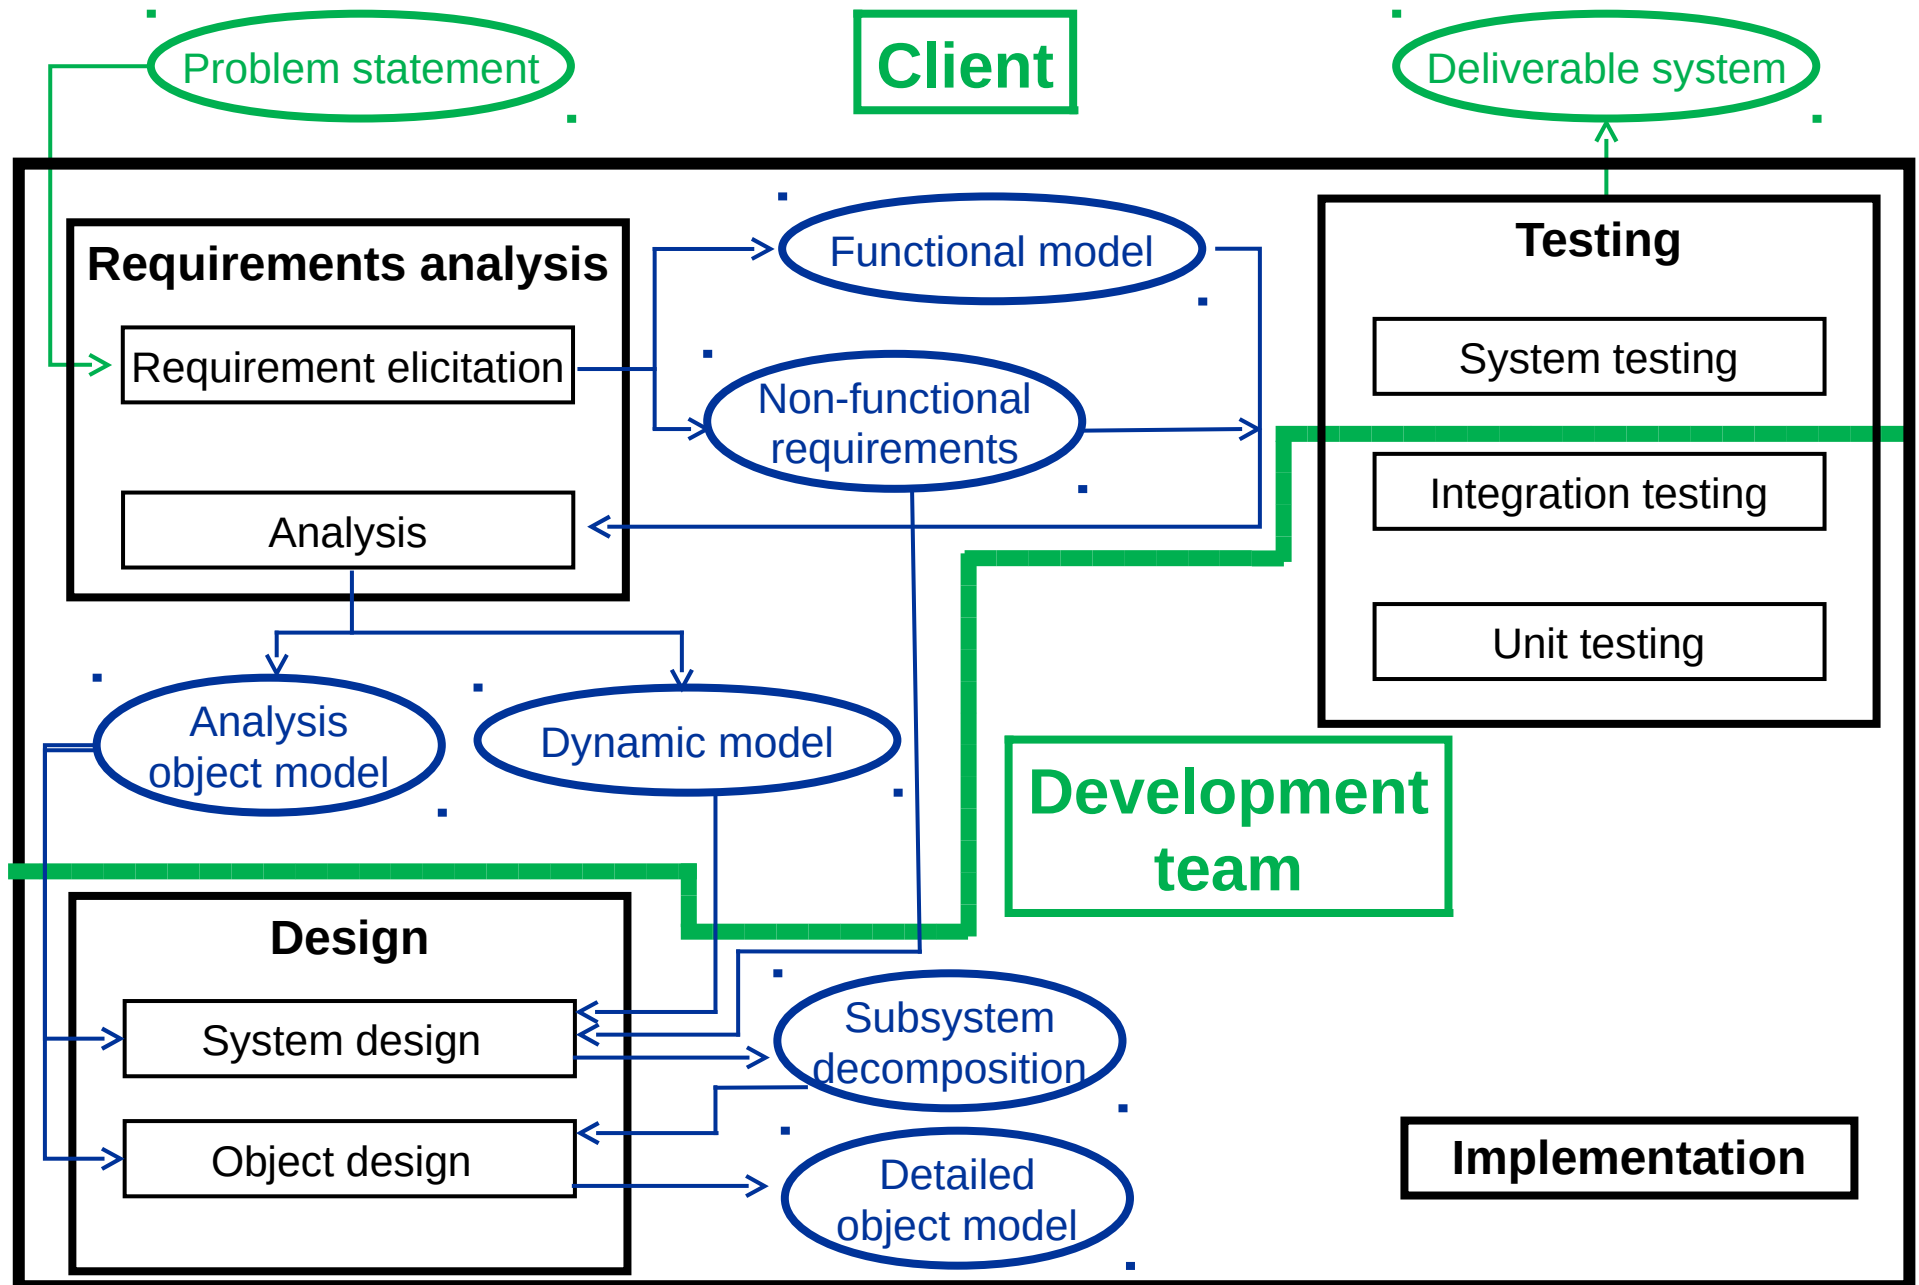 Problem statement
Client
Deliverable system
Requirements analysis
Requirement elicitation
Analysis
Functional model
Non-functional
requirements
Testing
System testing
Integration testing
Unit testing
Analysis
object model
Dynamic model
Development
team
Design
System design
Object design
Subsystem
decomposition
Detailed
object model
Implementation